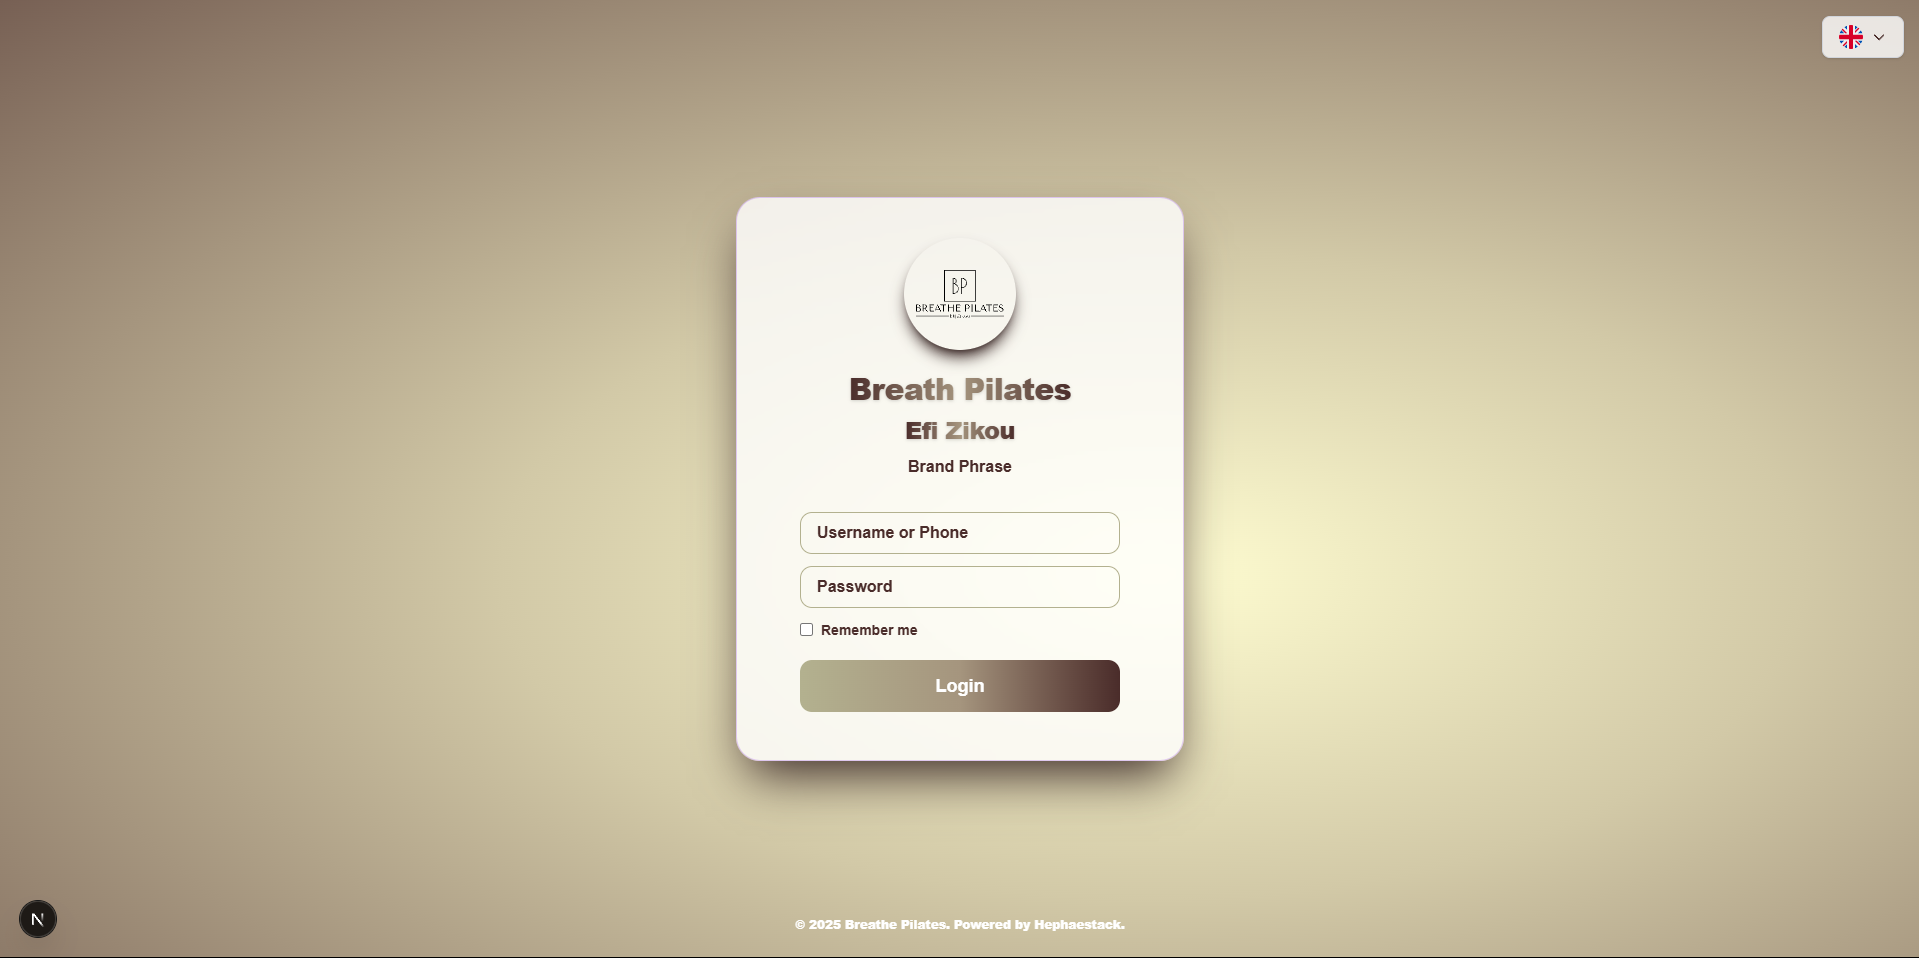 BP
BREATHE PILATES
Breath Pilates
Efi Zikou
Brand Phrase
Username or Phone
Password
Remember me
Login
N
© 2025 Breathe Pilates. Powered by Hephaestack.